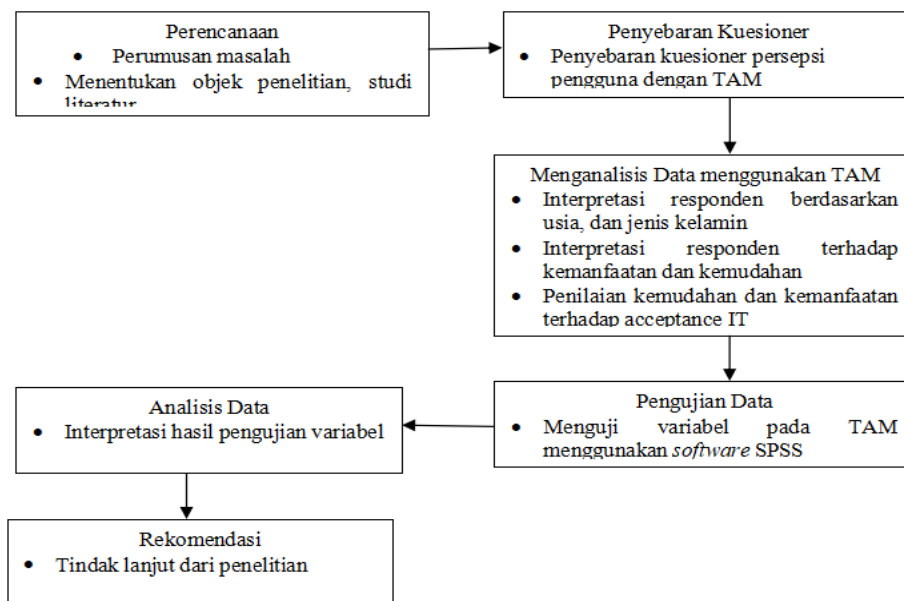 Perencanaan
• Perumusan masalah
• Menentukan objek penelitian, studi
literatur
Penyebaran Kuesioner
• Penyebaran kuesioner persepsi
pengguna dengan TAM
Menganalisis Data menggunakan TAM
• Interpretasi responden berdasarkan
usia, dan jenis kelamin
• Interpretasi responden terhadap
kemanfaatan dan kemudahan
• Penilaian kemudahan dan kemanfaatan
terhadap acceptance IT
Pengujian Data
• Menguji variabel pada TAM
menggunakan software SPSS
Analisis Data
• Interpretasi hasil pengujian variabel
Rekomendasi
• Tindak lanjut dari penelitian